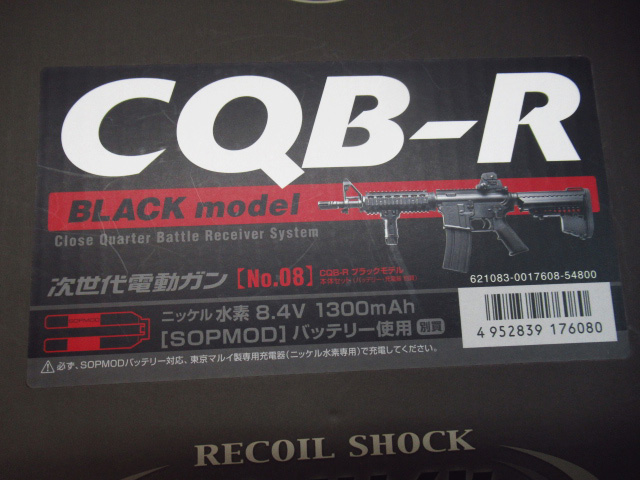 CQB-R
BLACK model
Close Quarter Battle Receiver System
次世代電動ガン [No.08] CQB-R ブラックモデル
621083-0017608-54800
ニッケル水素 8.4V 1300mAh
SOPMOD [SOPMOD] バッテリー使用 別買
4 952839 176080
⚠必ず、SOPMODバッテリー対応、東京マルイ製専用充電器(ニッケル水素専用)で充電してください。
RECOIL SHOCK